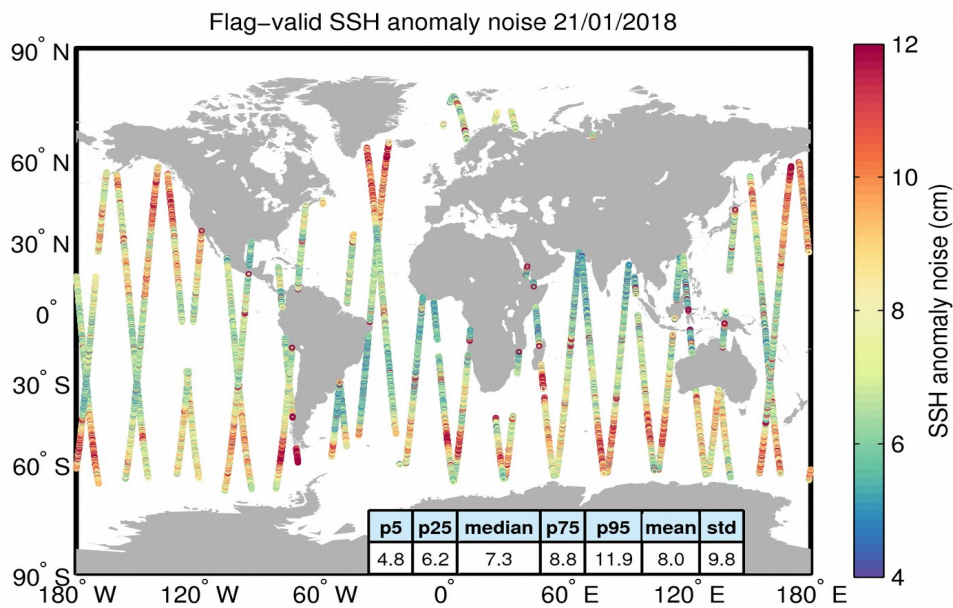 Flag−valid SSH anomaly noise 21/01/2018
90° N
60° N
30° N
0°
30° S
60° S
90° S
180° W
120° W
60° W
0°
60° E
120° E
180° E
12
10
8
6
4
SSH anomaly noise (cm)
p5 p25 median p75 p95 mean std
4.8 6.2 7.3 8.8 11.9 8.0 9.8